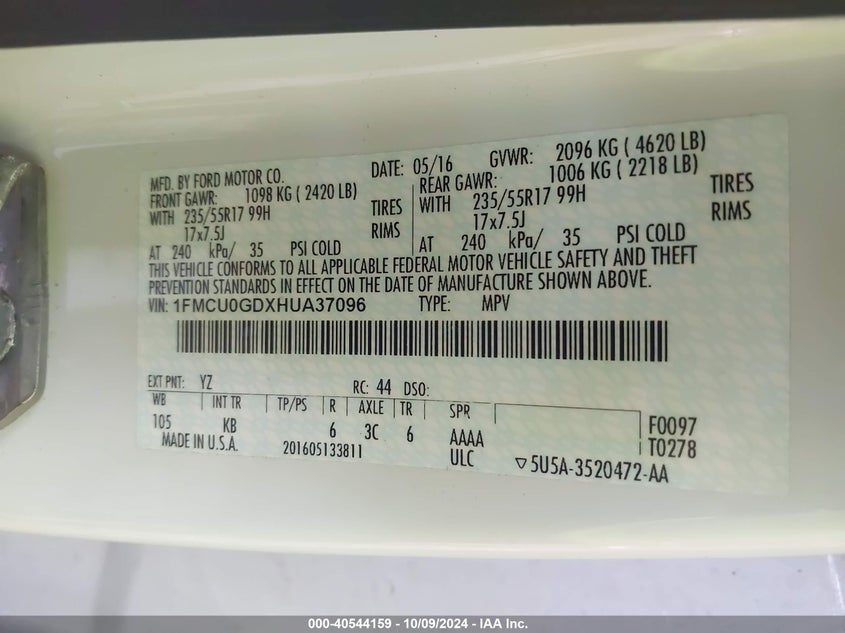 MFD. BY FORD MOTOR CO. DATE: 05/16 GVWR: 2096 KG ( 4620 LB)
FRONT GAWR: 1098 KG ( 2420 LB) REAR GAWR: 1006 KG ( 2218 LB)
WITH 235/55R17 99H TIRES WITH 235/55R17 99H TIRES
17x7.5J RIMS 17x7.5J RIMS
AT 240 kPa/ 35 PSI COLD AT 240 kPa/ 35 PSI COLD
THIS VEHICLE CONFORMS TO ALL APPLICABLE FEDERAL MOTOR VEHICLE SAFETY AND THEFT
PREVENTION STANDARDS IN EFFECT ON THE DATE OF MANUFACTURE SHOWN ABOVE.
VIN: 1FMCU0GDXHUA37096 TYPE: MPV
EXT PNT: YZ RC: 44 DSO:
WB INT TR TP/PS R AXLE TR SPR
105 KB 6 3C 6 AAAA F0097
MADE IN U.S.A. 201605133811 ULC T0278
▽5U5A-3520472-AA
000-40544159 - 10/09/2024 - IAA Inc.